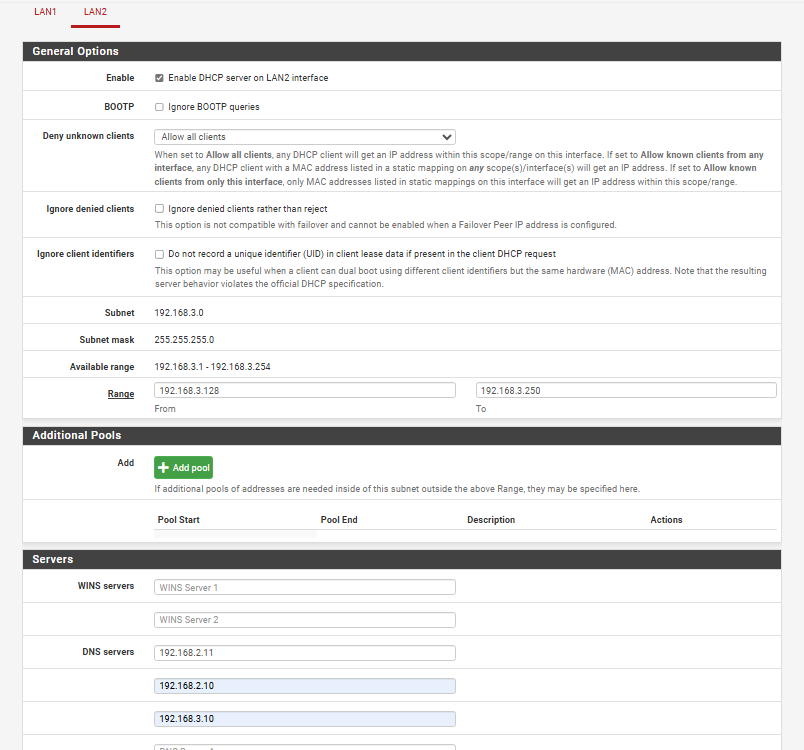 LAN1 LAN2
General Options
Enable Enable DHCP server on LAN2 interface
BOOTP Ignore BOOTP queries
Deny unknown clients Allow all clients
When set to Allow all clients, any DHCP client will get an IP address within this scope/range on this interface. If set to Allow known clients from any
interface, any DHCP client with a MAC address listed in a static mapping on any scope(s)/interface(s) will get an IP address. If set to Allow known
clients from only this interface, only MAC addresses listed in static mappings on this interface will get an IP address within this scope/range.
Ignore denied clients Ignore denied clients rather than reject
This option is not compatible with failover and cannot be enabled when a Failover Peer IP address is configured.
Ignore client identifiers Do not record a unique identifier (UID) in client lease data if present in the client DHCP request
This option may be useful when a client can dual boot using different client identifiers but the same hardware (MAC) address. Note that the resulting
server behavior violates the official DHCP specification.
Subnet 192.168.3.0
Subnet mask 255.255.255.0
Available range 192.168.3.1 - 192.168.3.254
Range 192.168.3.128 192.168.3.250
From To
Additional Pools
Add Add pool
If additional pools of addresses are needed inside of this subnet outside the above Range, they may be specified here.
Pool Start Pool End Description Actions
Servers
WINS servers WINS Server 1
WINS Server 2
DNS servers 192.168.2.11
192.168.2.10
192.168.3.10